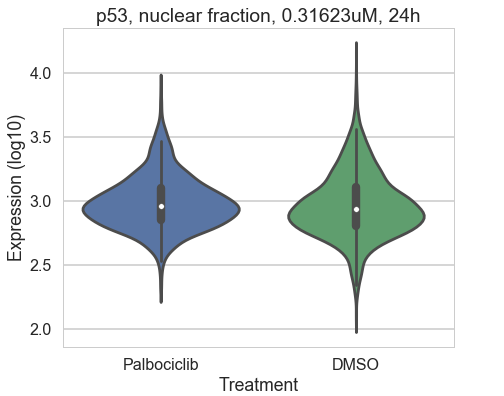 p53, nuclear fraction, 0.31623uM, 24h
4.0
3.5
3.0
2.5
2.0
Expression (log10)
Palbociclib DMSO
Treatment